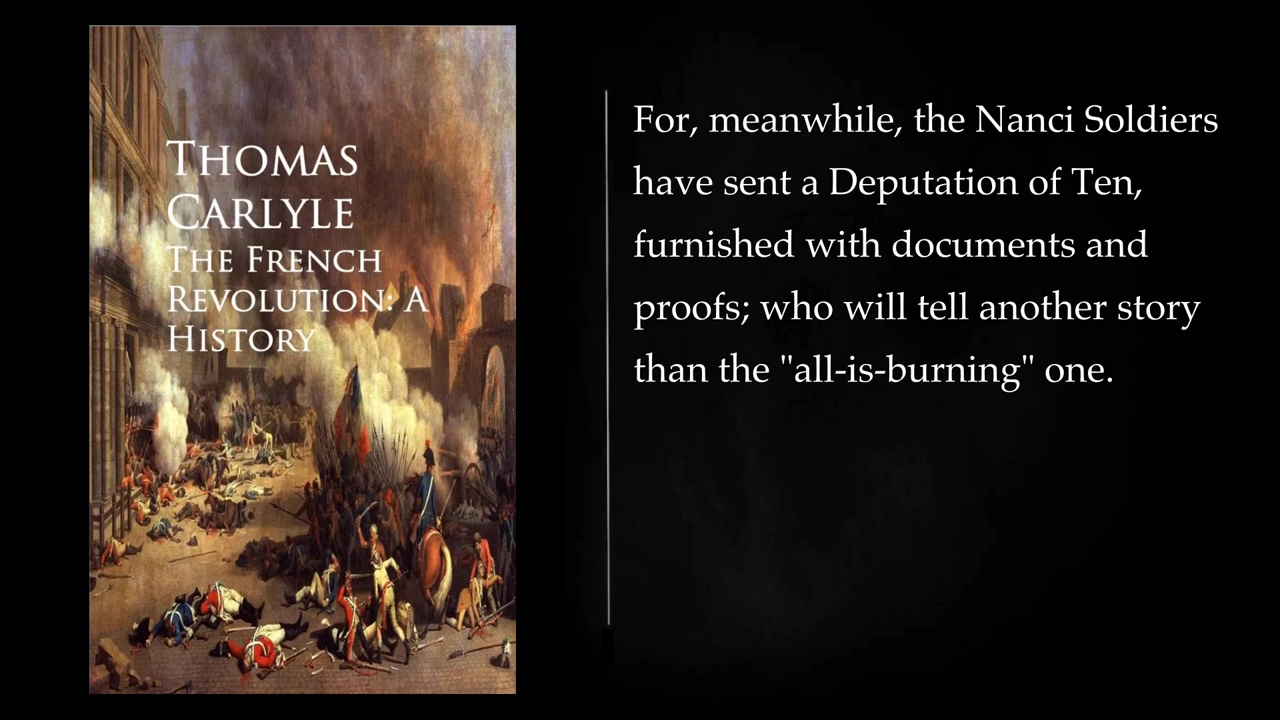 THOMAS
CARLYLE
THE FRENCH
REVOLUTION: A
HISTORY
For, meanwhile, the Nanci Soldiers
have sent a Deputation of Ten,
furnished with documents and
proofs; who will tell another story
than the "all-is-burning" one.